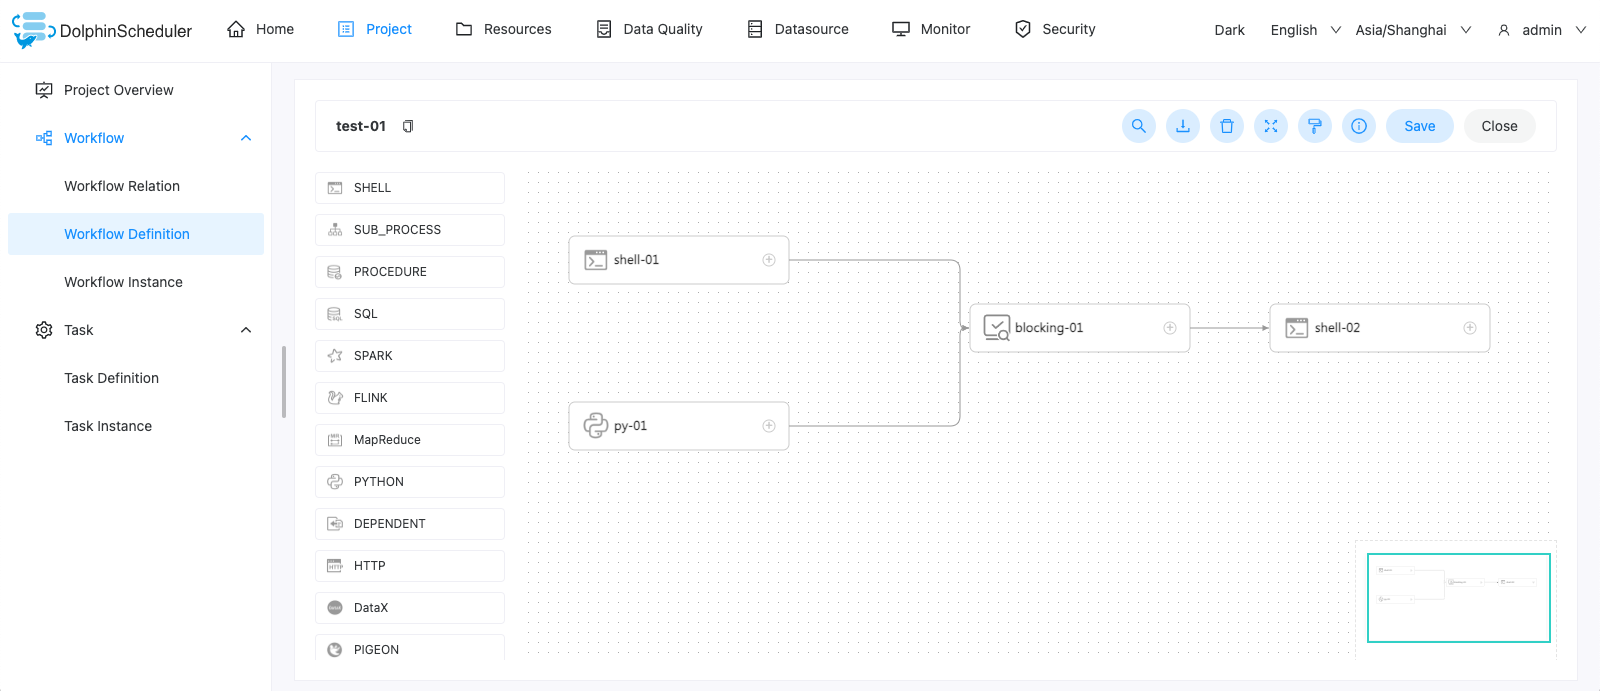 DolphinScheduler
Home
Project
Resources
Data Quality
Datasource
Monitor
Security
Dark
English
Asia/Shanghai
admin
Project Overview
Workflow
Workflow Relation
Workflow Definition
Workflow Instance
Task
Task Definition
Task Instance
test-01
Save
Close
SHELL
SUB_PROCESS
PROCEDURE
SQL
SPARK
FLINK
MapReduce
PYTHON
DEPENDENT
HTTP
DataX
PIGEON
shell-01
py-01
blocking-01
shell-02